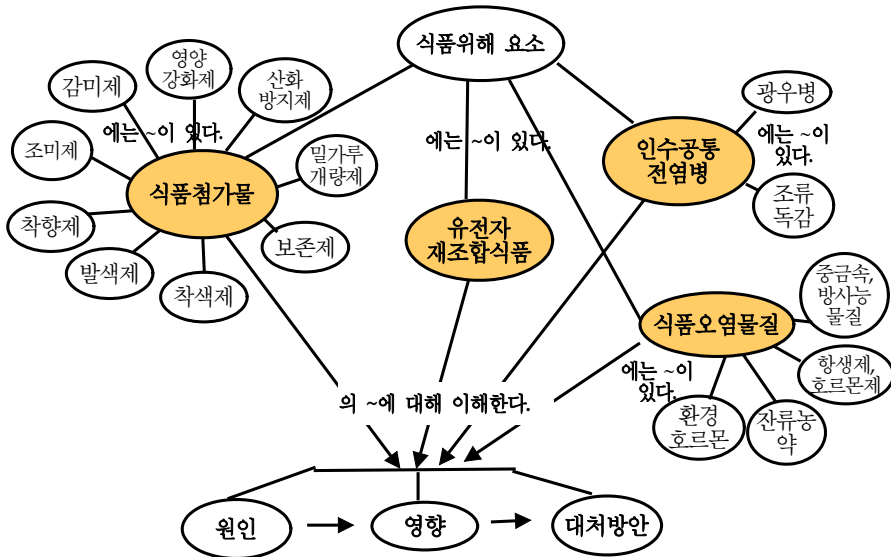 식품위해 요소
영양
강화제
감미제
산화
방지제
광우병
에는 ~이 있다.
에는 ~이 있다.
에는 ~이
있다.
조미제
밀가루
개량제
인수공통
전염병
식품첨가물
조류
독감
착향제
유전자
재조합식품
보존제
발색제
착색제
중금속,
방사능
물질
식품오염물질
에는 ~이
있다.
항생제,
호르몬제
의 ~에 대해 이해한다.
환경
호르몬
잔류농
약
원인
영향
대처방안